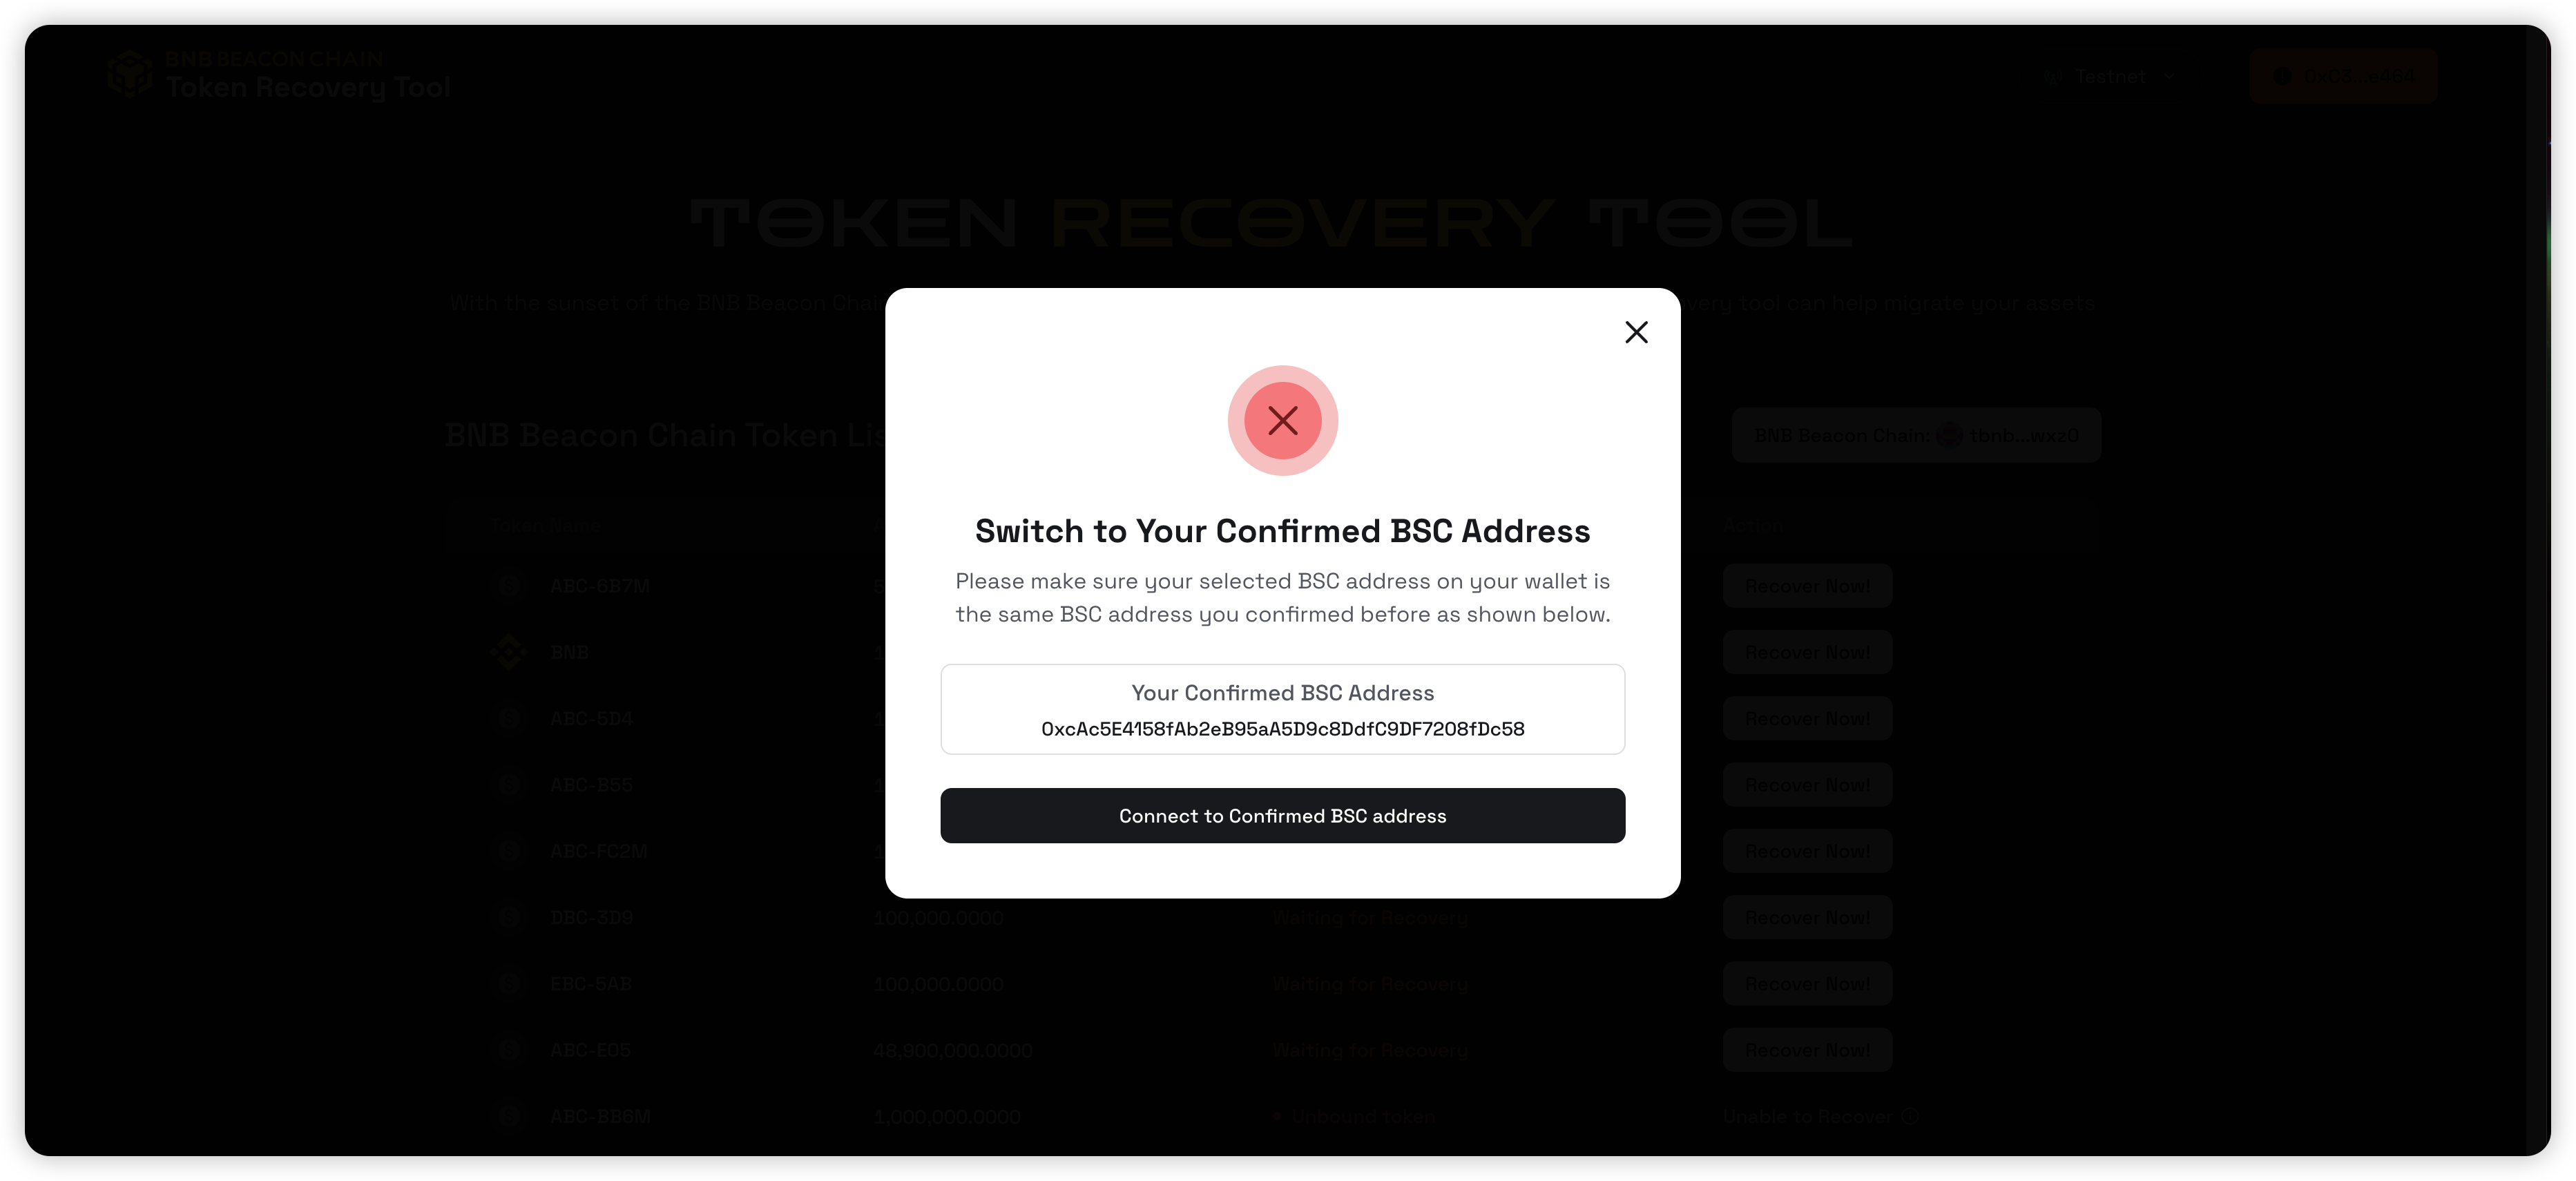 BNB BEACON CHAIN
Token Recovery Tool
Testnet
TOKEN RECOVERY TOOL
With the sunset of the BNB Beacon Chai
very tool can help migrate your assets
BNB Beacon Chain Token Lis
BNB Beacon Chain: tbnb...wxz0
Token Name
Action
ABC-6B7M
Recover Now!
BNB
Recover Now!
ABC-5D4
Recover Now!
ABC-B55
Recover Now!
ABC-FC2M
Recover Now!
DBC-3D9 100,000.0000 Waiting for Recovery Recover Now!
EBC-5AB 100,000.0000 Waiting for Recovery Recover Now!
ABC-E05 48,900,000.0000 Waiting for Recovery Recover Now!
ABC-BB6M 1,000,000.0000 Unbound token Unable to Recover
Switch to Your Confirmed BSC Address
Please make sure your selected BSC address on your wallet is
the same BSC address you confirmed before as shown below.
Your Confirmed BSC Address
0xcAc5E4158fAb2eB95aA5D9c8DdfC9DF7208fDc58
Connect to Confirmed BSC address